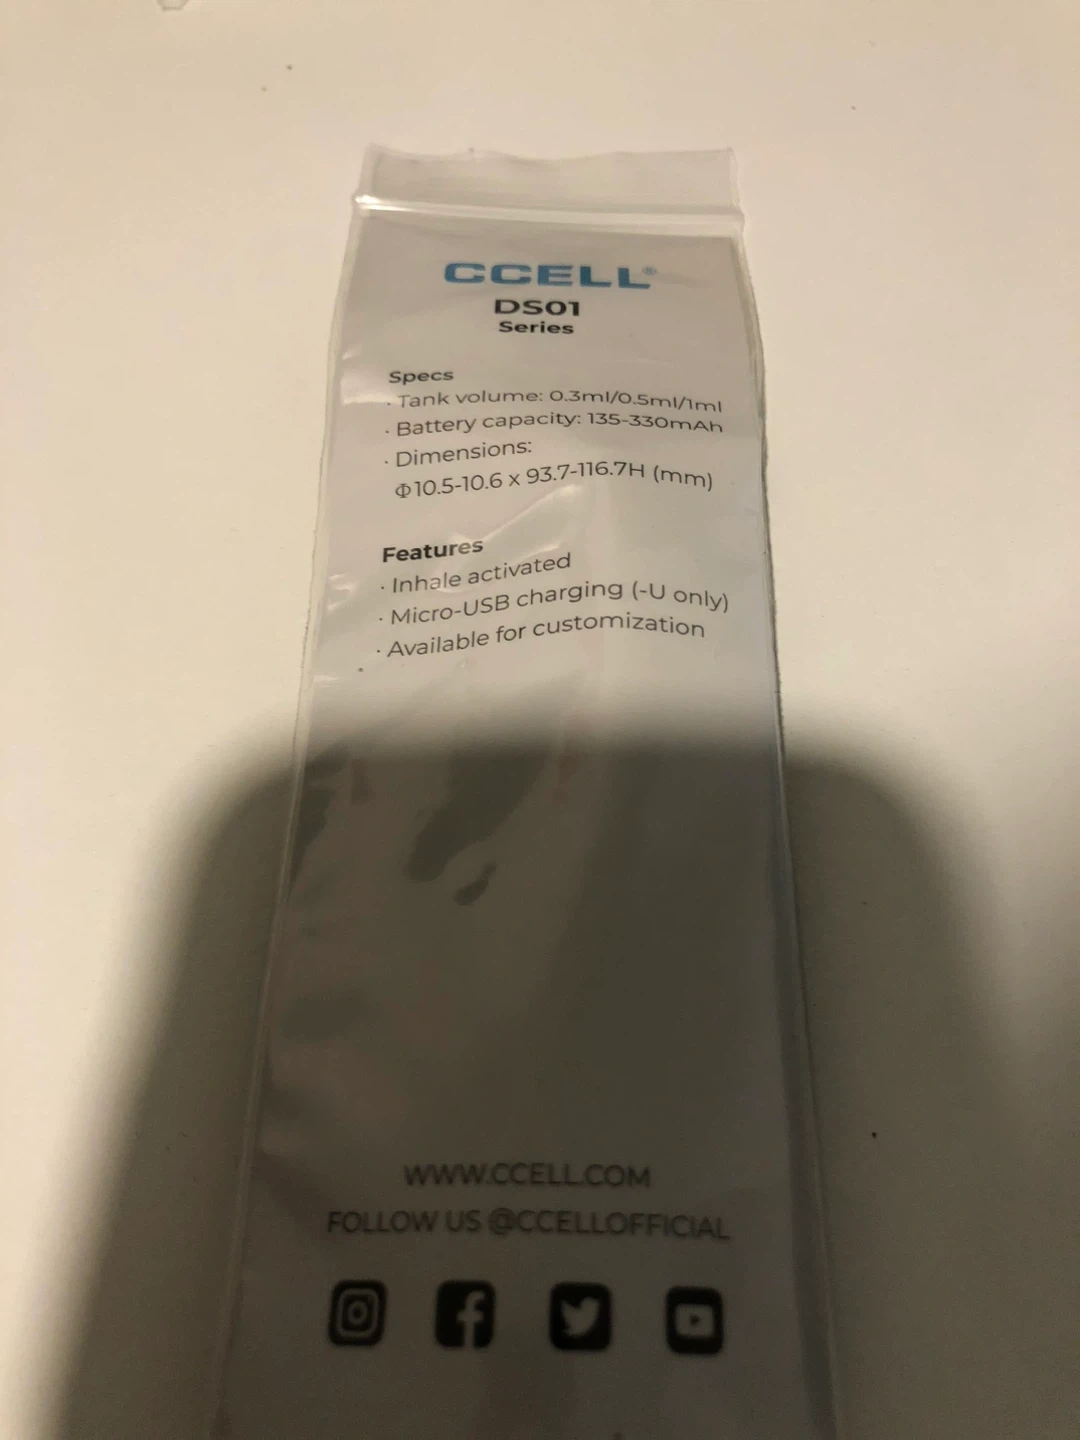 CCELL®
DS01
Series
Specs
· Tank volume: 0.3ml/0.5ml/1ml
· Battery capacity: 135-330mAh
· Dimensions:
Φ10.5-10.6 x 93.7-116.7H (mm)
Features
· Inhale activated
· Micro-USB charging (-U only)
· Available for customization
WWW.CCELL.COM
FOLLOW US @CCELLOFFICIAL